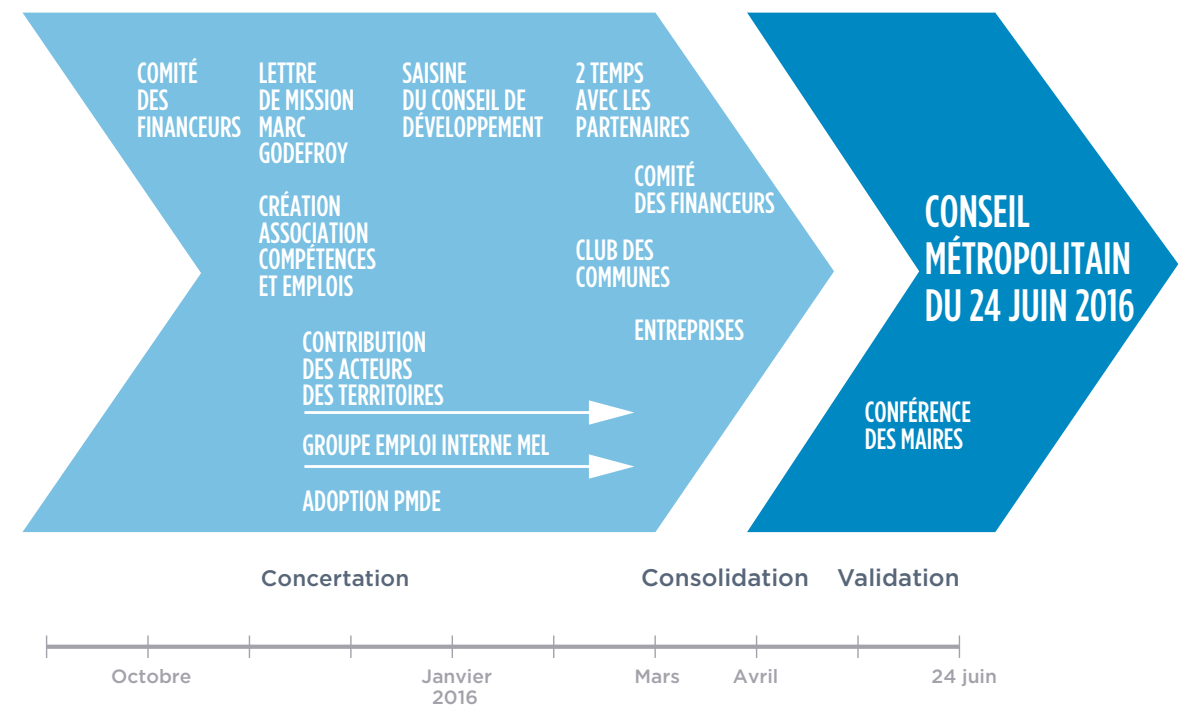 COMITÉ
DES
FINANCEURS
LETTRE
DE MISSION
MARC
GODEFROY
SAISINE
DU CONSEIL DE
DÉVELOPPEMENT
2 TEMPS
AVEC LES
PARTENAIRES
COMITÉ
DES FINANCEURS
CRÉATION
ASSOCIATION
COMPÉTENCES
ET EMPLOIS
CLUB DES
COMMUNES
ENTREPRISES
CONTRIBUTION
DES ACTEURS
DES TERRITOIRES
GROUPE EMPLOI INTERNE MEL
ADOPTION PMDE
CONSEIL
MÉTROPOLITAIN
DU 24 JUIN 2016
CONFÉRENCE
DES MAIRES
Concertation
Consolidation
Validation
Octobre
Janvier
2016
Mars
Avril
24 juin